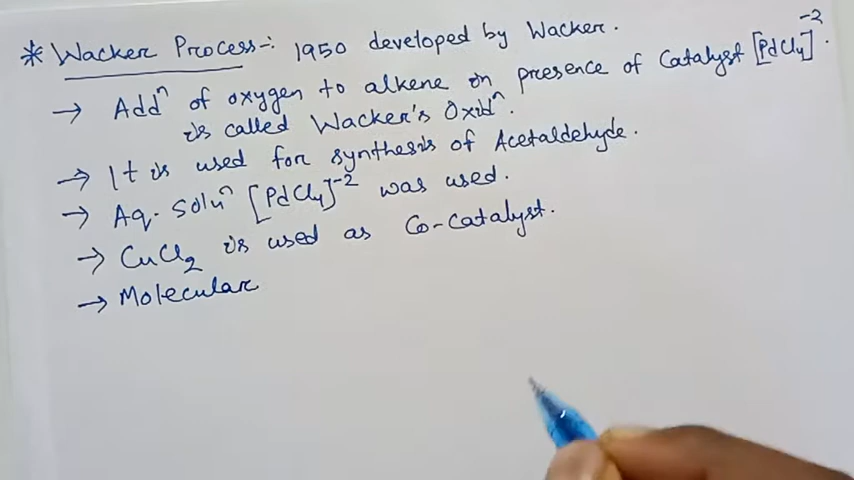 * Wacker Process:- 1950 developed by Wacker.
→ Addⁿ of oxygen to alkene in presence of Catalyst [PdCl₄]⁻².
is called Wacker's Oxidⁿ.
→ It is used for synthesis of Acetaldehyde.
→ Aq. Soluⁿ [PdCl₄]⁻² was used.
→ CuCl₂ is used as Co-Catalyst.
→ Molecular